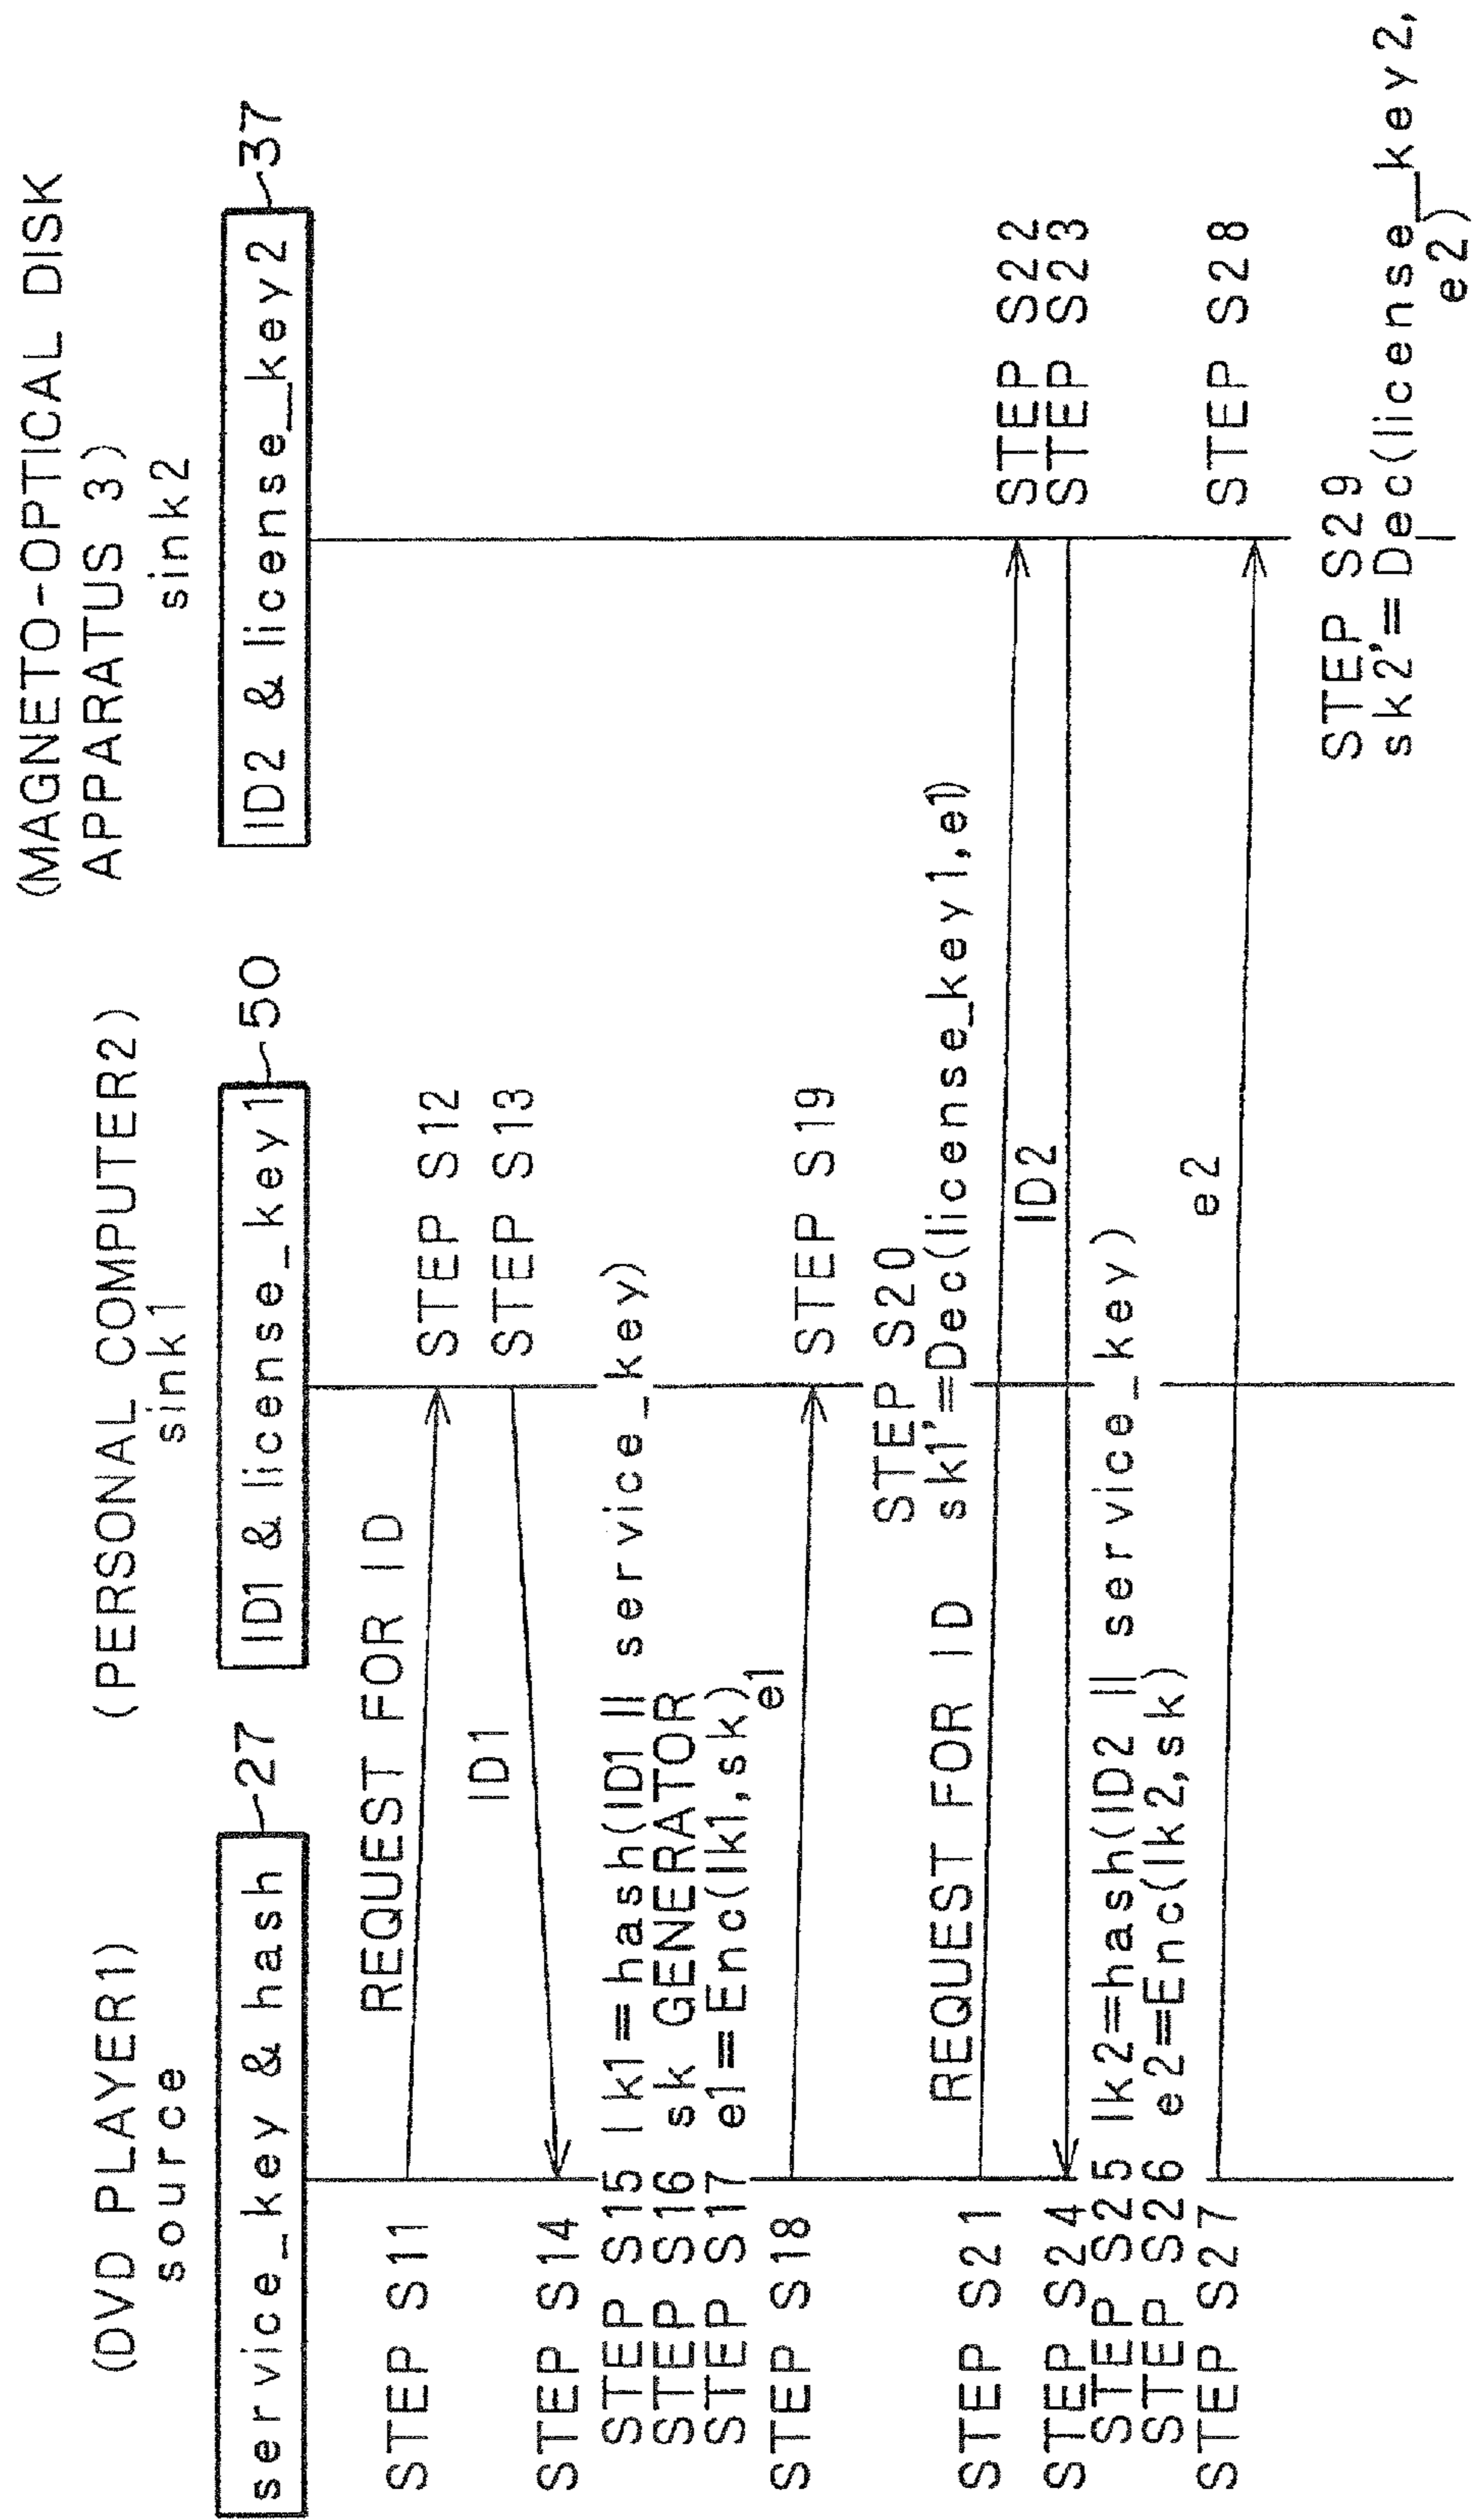 (DVD PLAYER1)
source
(PERSONAL COMPUTER2)
sink1
(MAGNETO-OPTICAL DISK
APPARATUS 3)
sink2
service_key & hash
27
ID1 & license_key1
50
ID2 & license_key2
37
STEP S11
REQUEST FOR ID
STEP S12
STEP S13
ID1
STEP S14
STEP S15 lk1=hash(ID1 || service_key)
STEP S16 sk GENERATOR
STEP S17 e1=Enc(lk1,sk)
e1
STEP S18
STEP S19
STEP S20
sk1'=Dec(license_key1,e1)
STEP S21
REQUEST FOR ID
STEP S22
STEP S23
ID2
STEP S24
STEP S25 lk2=hash(ID2 || service_key)
STEP S26 e2=Enc(lk2,sk)
e2
STEP S27
STEP S28
STEP S29
sk2'=Dec(license_key2,
e2)